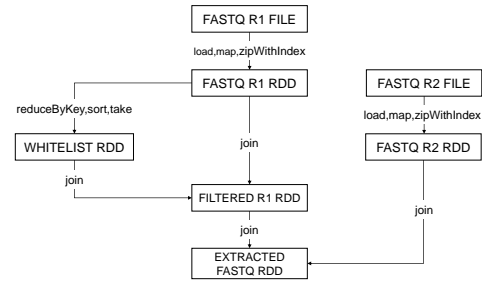 FASTQ R1 FILE
load,map,zipWithIndex
FASTQ R1 RDD
FASTQ R2 FILE
reduceByKey,sort,take
load,map,zipWithIndex
WHITELIST RDD
join
FASTQ R2 RDD
join
FILTERED R1 RDD
join
join
EXTRACTED
FASTQ RDD